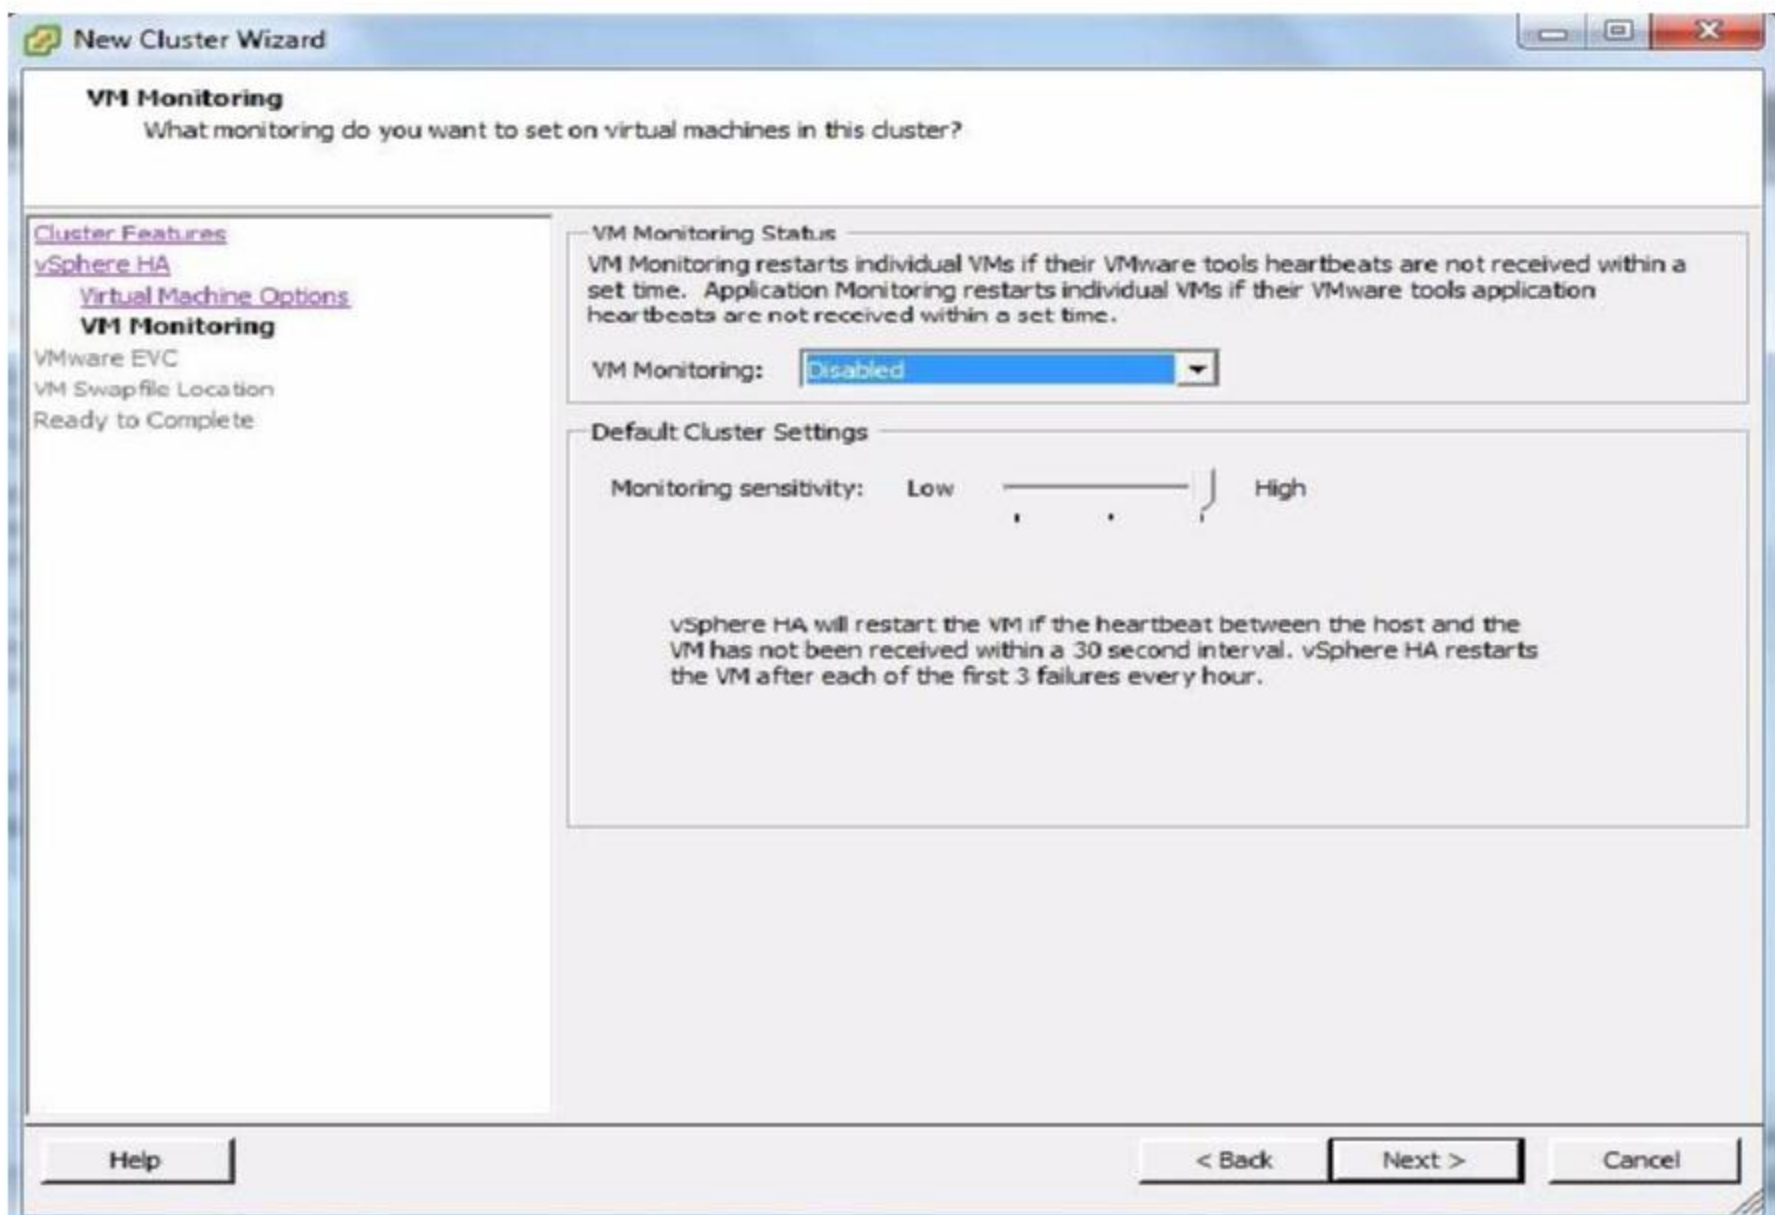 New Cluster Wizard
VM Monitoring
What monitoring do you want to set on virtual machines in this cluster?
Cluster Features
vSphere HA
Virtual Machine Options
VM Monitoring
VMware EVC
VM Swapfile Location
Ready to Complete
VM Monitoring Status
VM Monitoring restarts individual VMs if their VMware tools heartbeats are not received within a
set time. Application Monitoring restarts individual VMs if their VMware tools application
heartbeats are not received within a set time.
VM Monitoring: Disabled
Default Cluster Settings
Monitoring sensitivity: Low High
vSphere HA will restart the VM if the heartbeat between the host and the
VM has not been received within a 30 second interval. vSphere HA restarts
the VM after each of the first 3 failures every hour.
Help < Back Next > Cancel